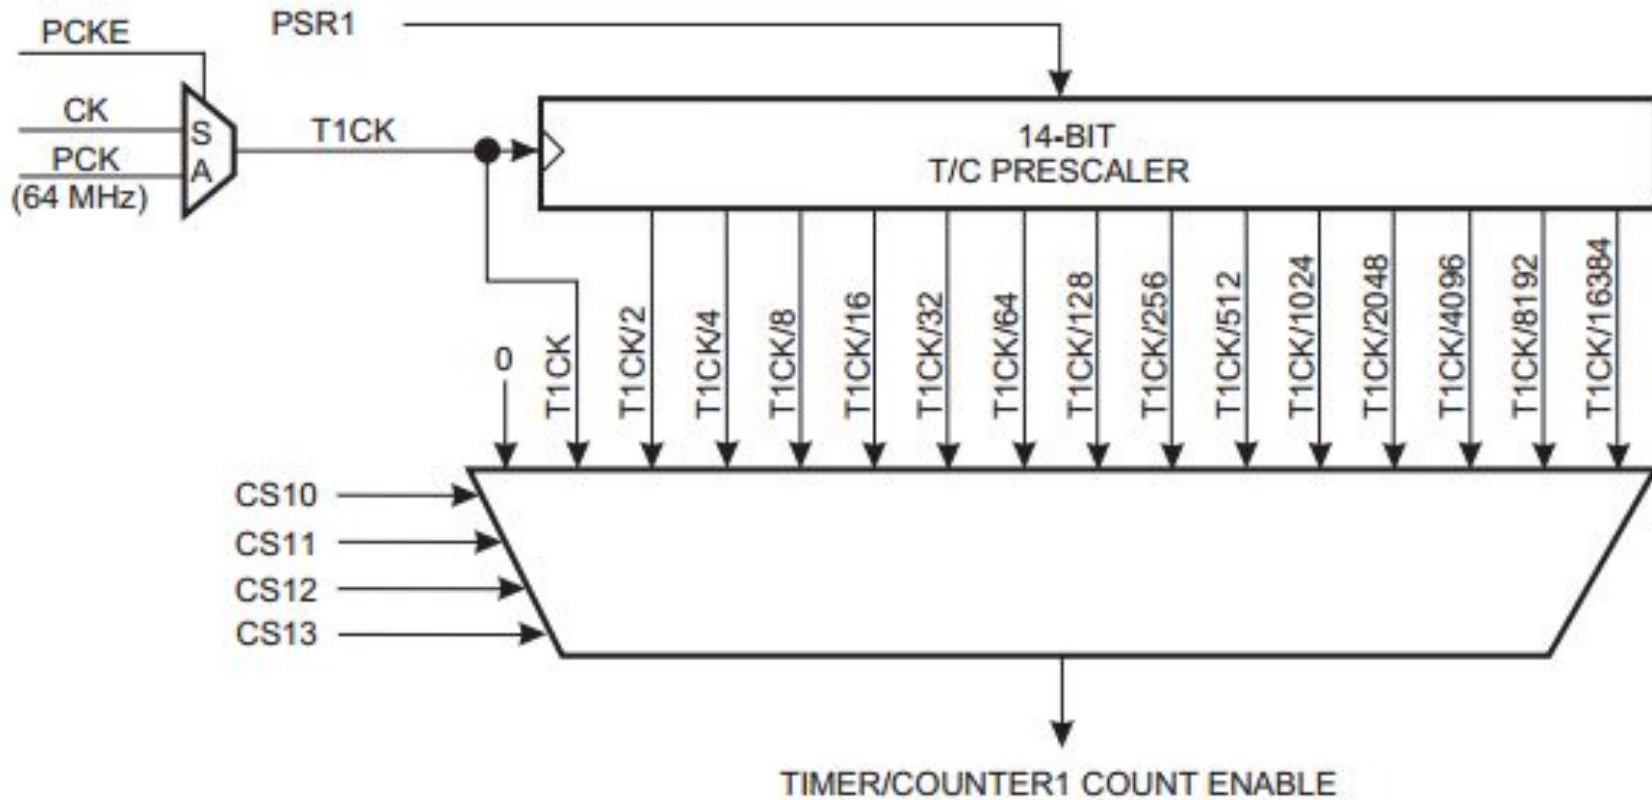 PCKE
PSR1
CK
S
PCK
A
(64 MHz)
T1CK
14-BIT
T/C PRESCALER
0
T1CK
T1CK/2
T1CK/4
T1CK/8
T1CK/16
T1CK/32
T1CK/64
T1CK/128
T1CK/256
T1CK/512
T1CK/1024
T1CK/2048
T1CK/4096
T1CK/8192
T1CK/16384
CS10
CS11
CS12
CS13
TIMER/COUNTER1 COUNT ENABLE